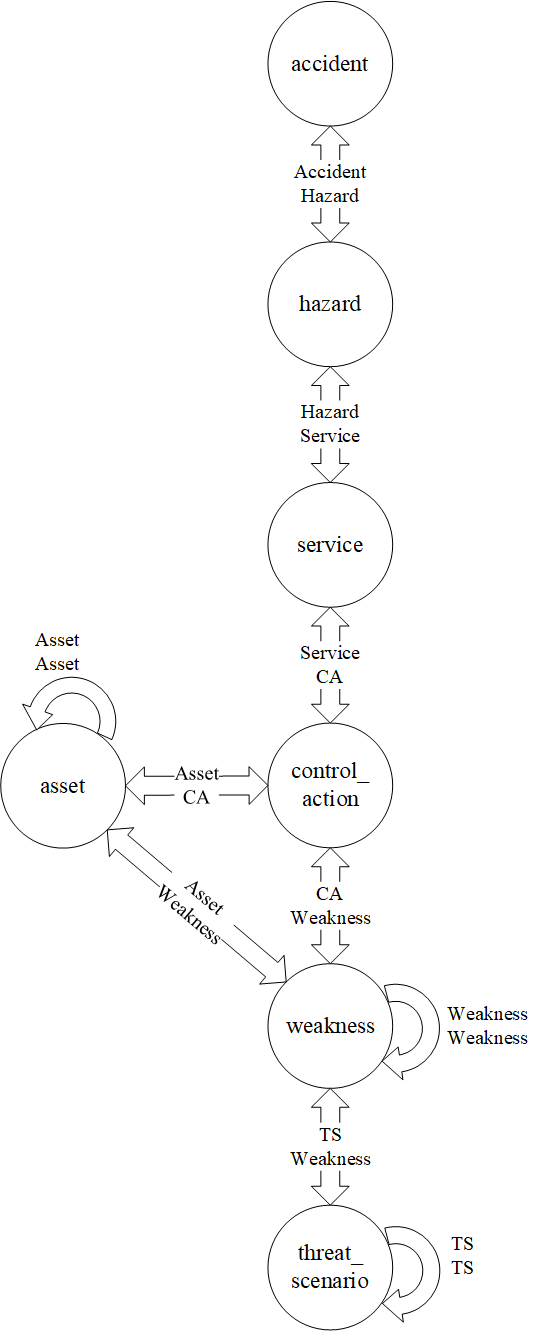 accident
Accident
Hazard
hazard
Hazard
Service
service
Service
CA
Asset
Asset
asset
Asset
CA
control_
action
Asset
Weakness
CA
Weakness
weakness
Weakness
Weakness
TS
Weakness
threat_
scenario
TS
TS